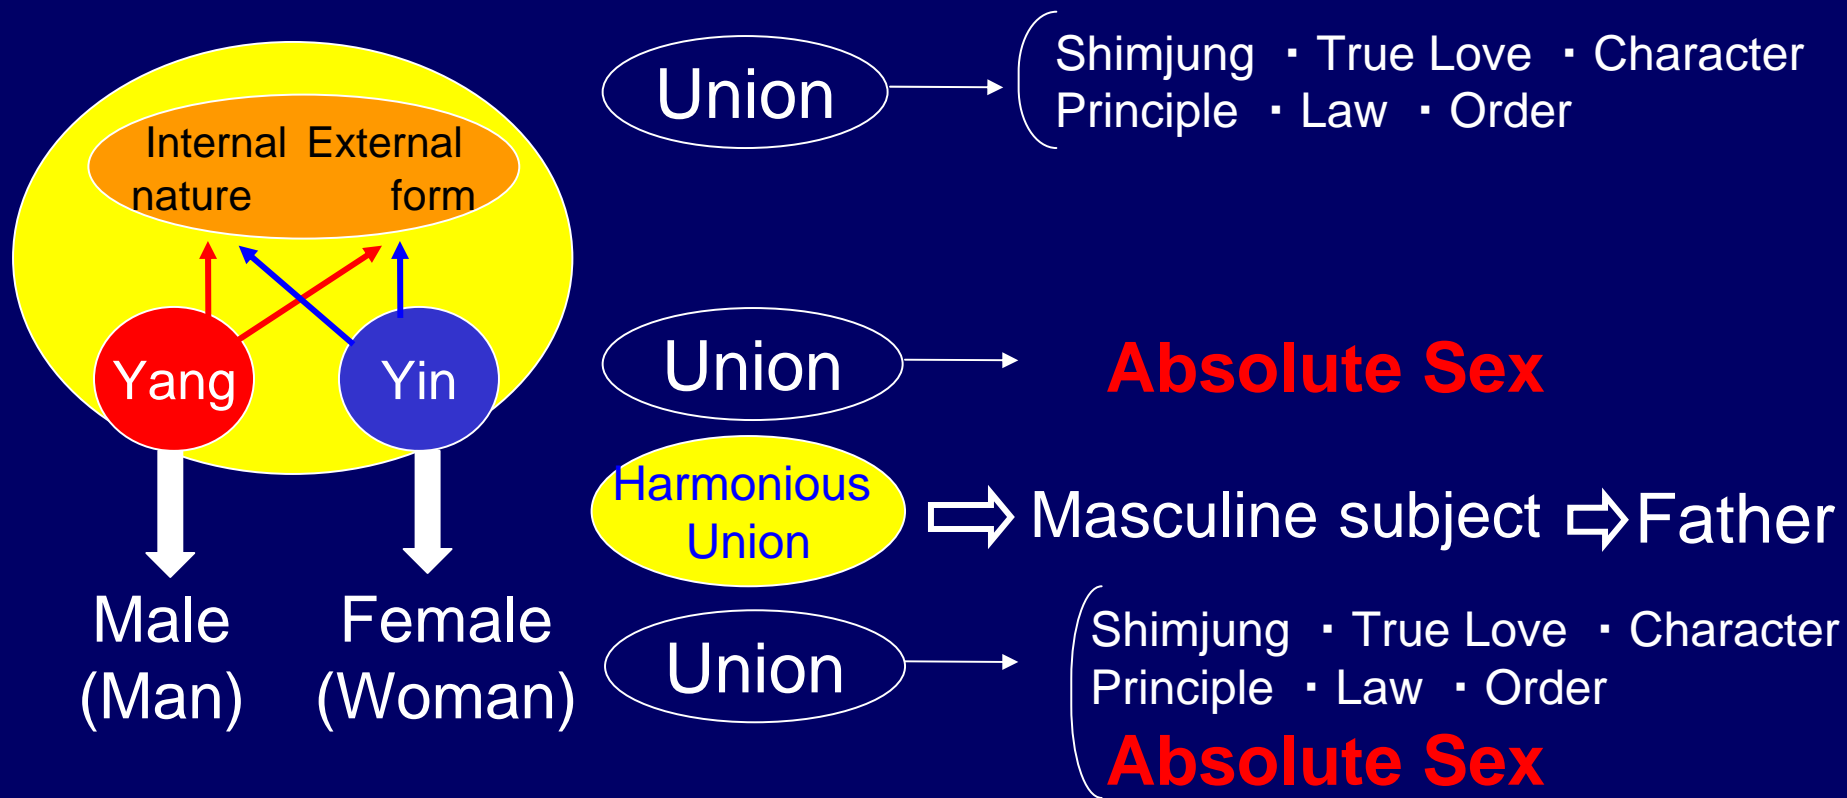 Internal External
nature form
Yang
Yin
Male
(Man)
Female
(Woman)
Union
Shimjung ・True Love ・Character
Principle ・Law ・Order
Union
Absolute Sex
Harmonious
Union
Masculine subject
Father
Union
Shimjung ・True Love ・Character
Principle ・Law ・Order
Absolute Sex